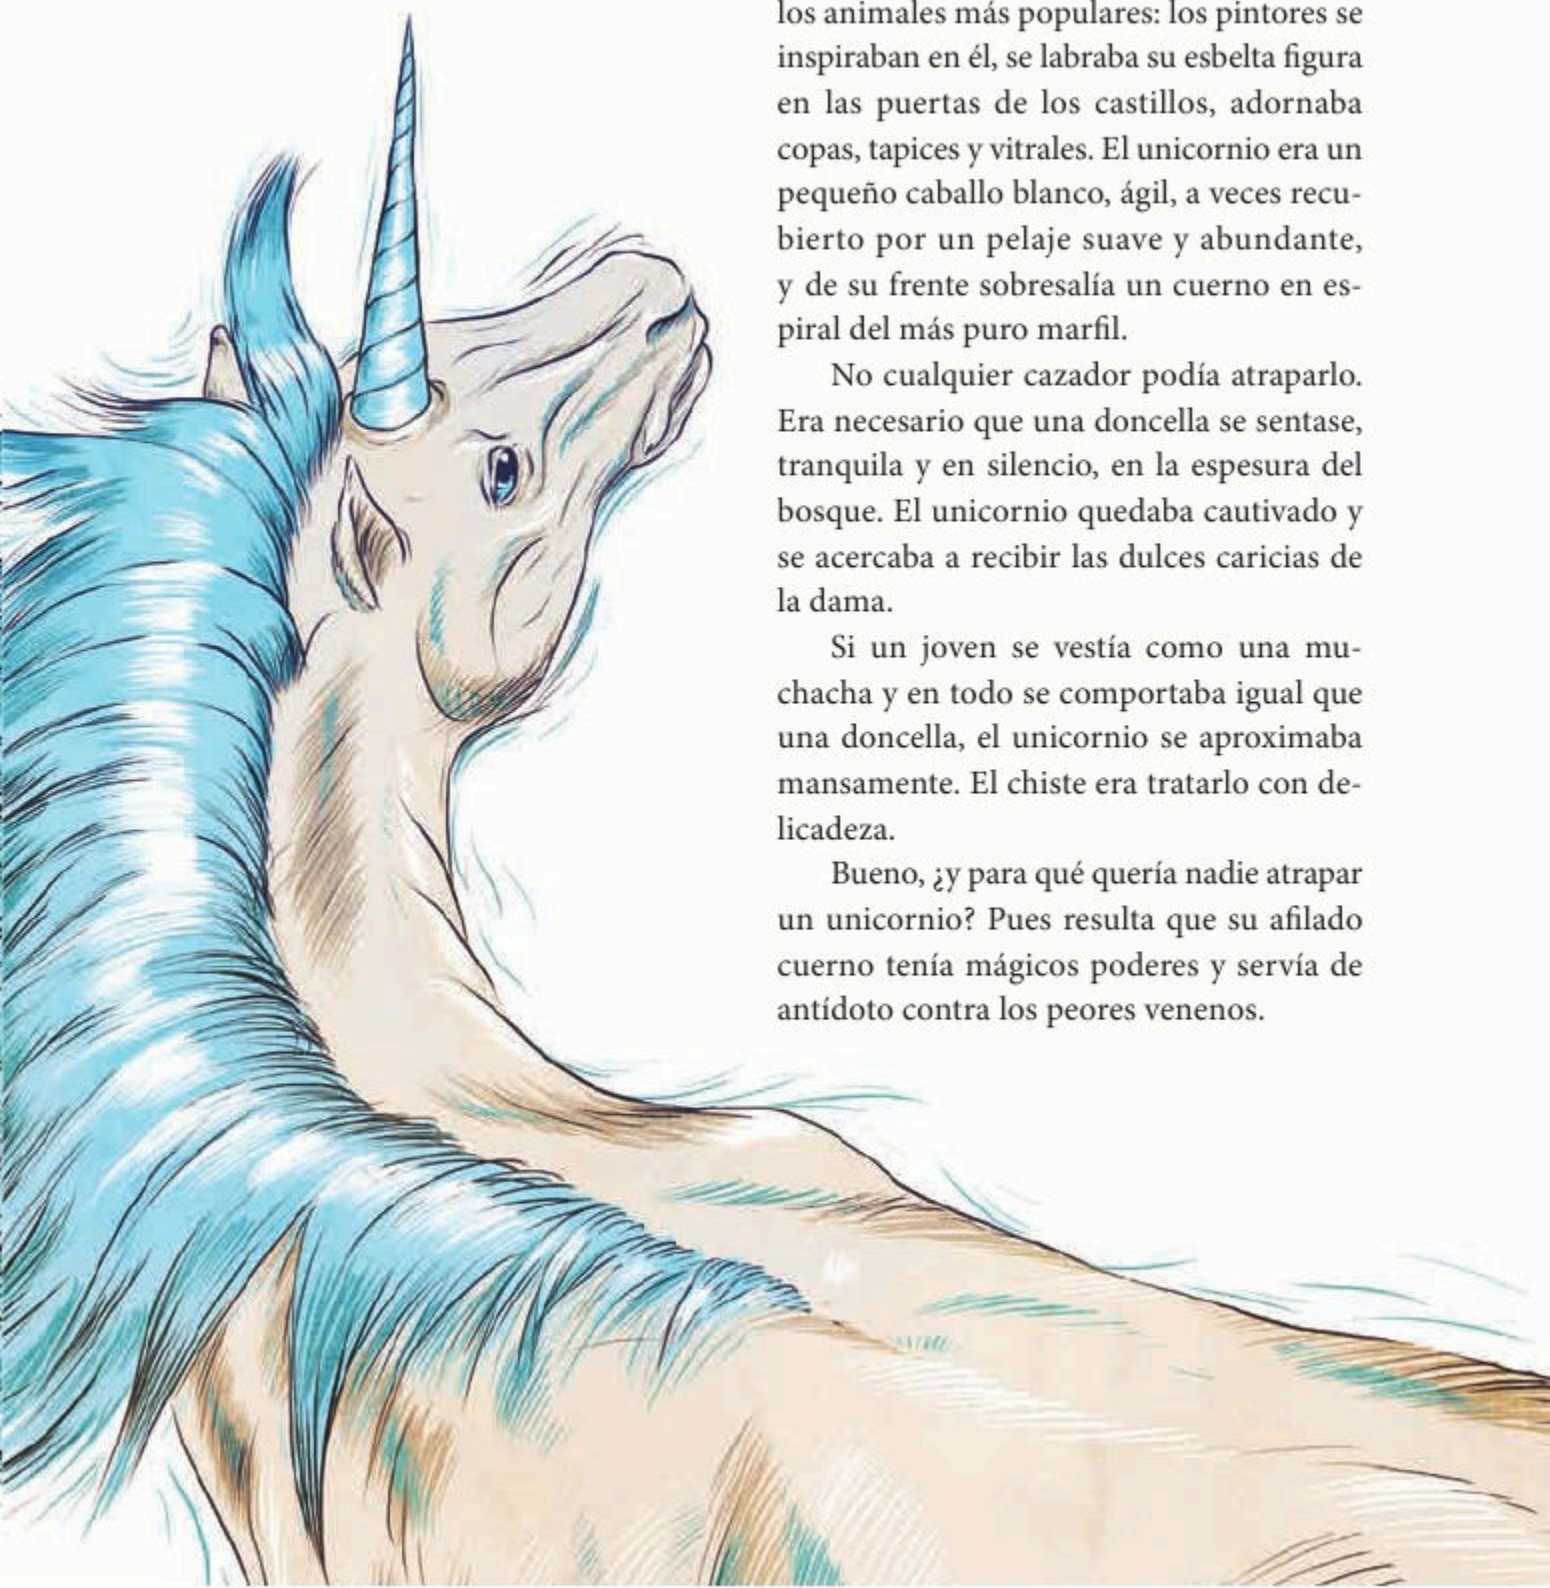 los animales más populares: los pintores se
inspiraban en él, se labraba su esbelta figura
en las puertas de los castillos, adornaba
copas, tapices y vitrales. El unicornio era un
pequeño caballo blanco, ágil, a veces recu-
bierto por un pelaje suave y abundante,
y de su frente sobresalía un cuerno en es-
piral del más puro marfil.
No cualquier cazador podía atraparlo.
Era necesario que una doncella se sentase,
tranquila y en silencio, en la espesura del
bosque. El unicornio quedaba cautivado y
se acercaba a recibir las dulces caricias de
la dama.
Si un joven se vestía como una mu-
chacha y en todo se comportaba igual que
una doncella, el unicornio se aproximaba
mansamente. El chiste era tratarlo con de-
licadeza.
Bueno, ¿y para qué quería nadie atrapar
un unicornio? Pues resulta que su afilado
cuerno tenía mágicos poderes y servía de
antídoto contra los peores venenos.